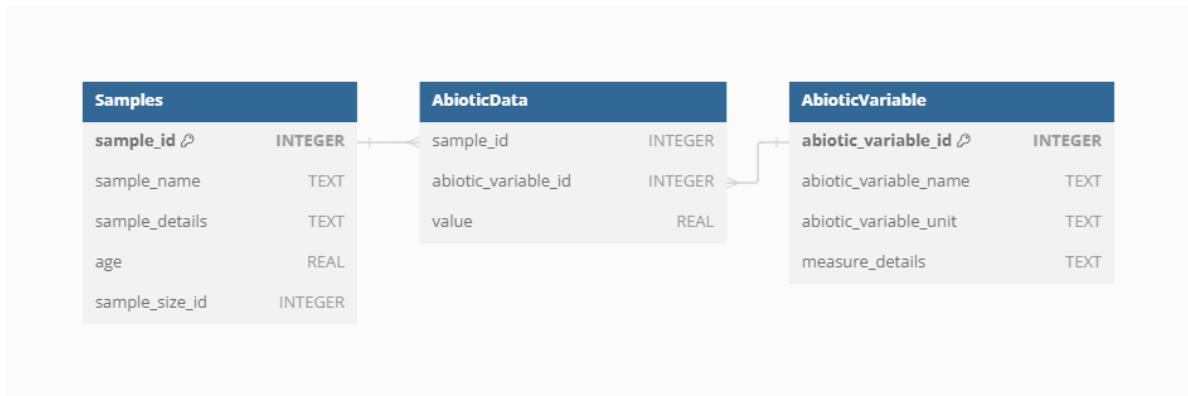 Samples
sample_id INTEGER
sample_name TEXT
sample_details TEXT
age REAL
sample_size_id INTEGER
AbioticData
sample_id INTEGER
abiotic_variable_id INTEGER
value REAL
AbioticVariable
abiotic_variable_id INTEGER
abiotic_variable_name TEXT
abiotic_variable_unit TEXT
measure_details TEXT